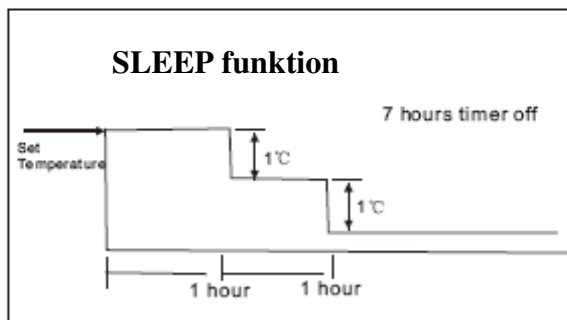 SLEEP funktion
7 hours timer off
Set
Temperature
1℃
1℃
1 hour
1 hour